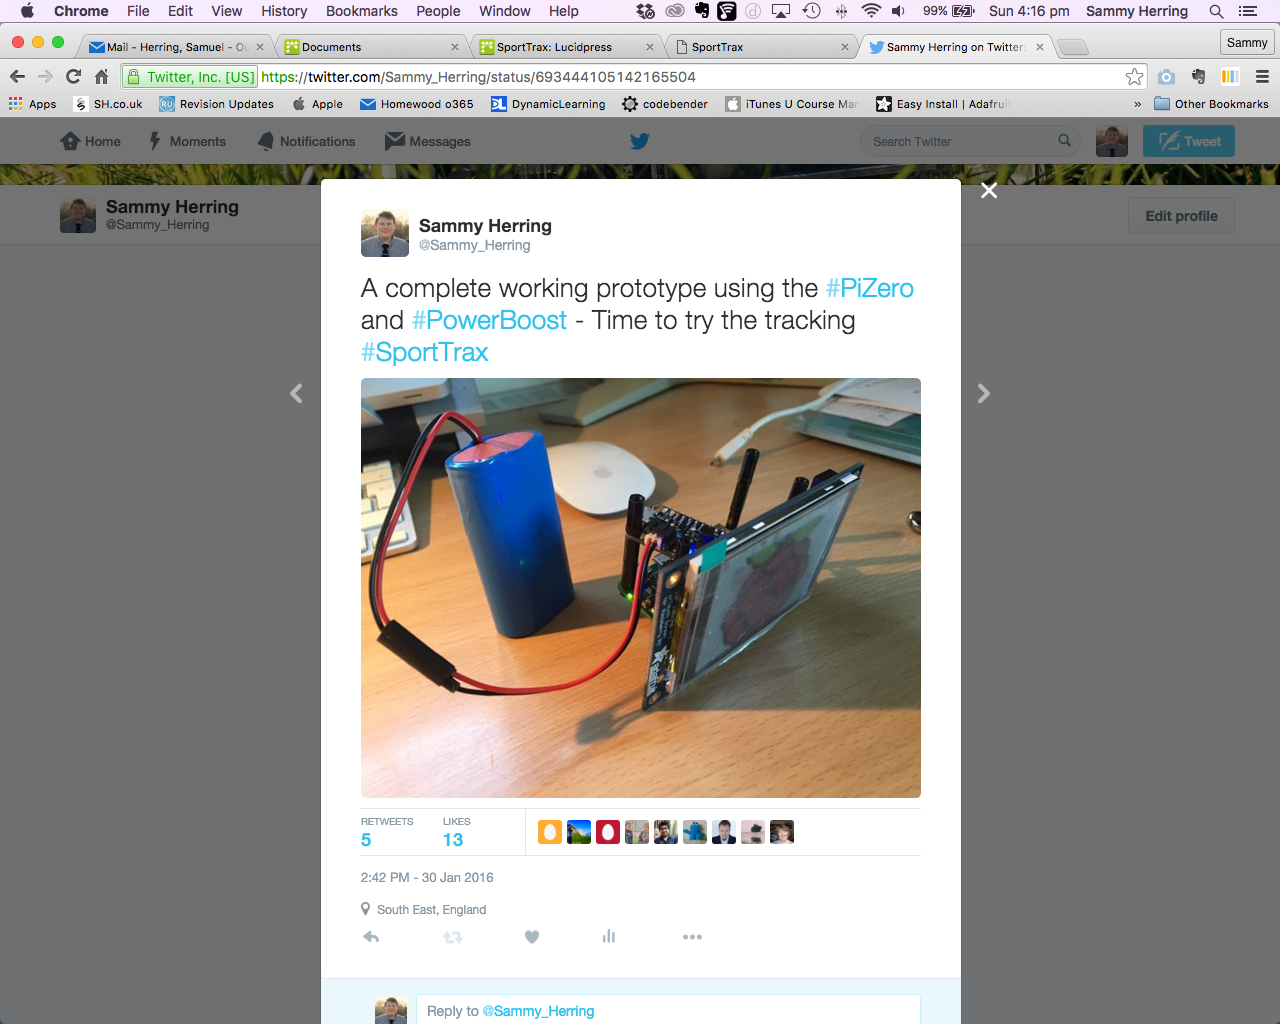 Chrome File Edit View History Bookmarks People Window Help 99% Sun 4:16 pm Sammy Herring
Mail - Herring, Samuel - Ou Documents SportTrax: Lucidpress SportTrax Sammy Herring on Twitter: Sammy
Twitter, Inc. [US] https://twitter.com/Sammy_Herring/status/693444105142165504
Apps SH.co.uk Revision Updates Apple Homewood o365 DynamicLearning codebender iTunes U Course Man Easy Install | Adafruit » Other Bookmarks
Home Moments Notifications Messages Search Twitter Tweet
Sammy Herring
@Sammy_Herring
Edit profile
Sammy Herring
@Sammy_Herring
A complete working prototype using the #PiZero
and #PowerBoost - Time to try the tracking
#SportTrax
RETWEETS LIKES
5 13
2:42 PM - 30 Jan 2016
South East, England
Reply to @Sammy_Herring